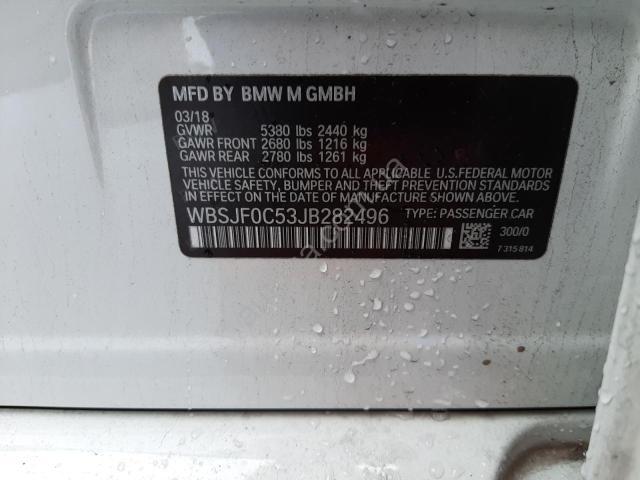 MFD BY BMW M GMBH
03/18
GVWR 5380 lbs 2440 kg
GAWR FRONT 2680 lbs 1216 kg
GAWR REAR 2780 lbs 1261 kg
THIS VEHICLE CONFORMS TO ALL APPLICABLE U.S.FEDERAL MOTOR
VEHICLE SAFETY, BUMPER, AND THEFT PREVENTION STANDARDS
IN EFFECT ON THE DATE OF MANUFACTURE SHOWN ABOVE.
WBSJF0C53JB282496 TYPE: PASSENGER CAR
300/0
7 315 814